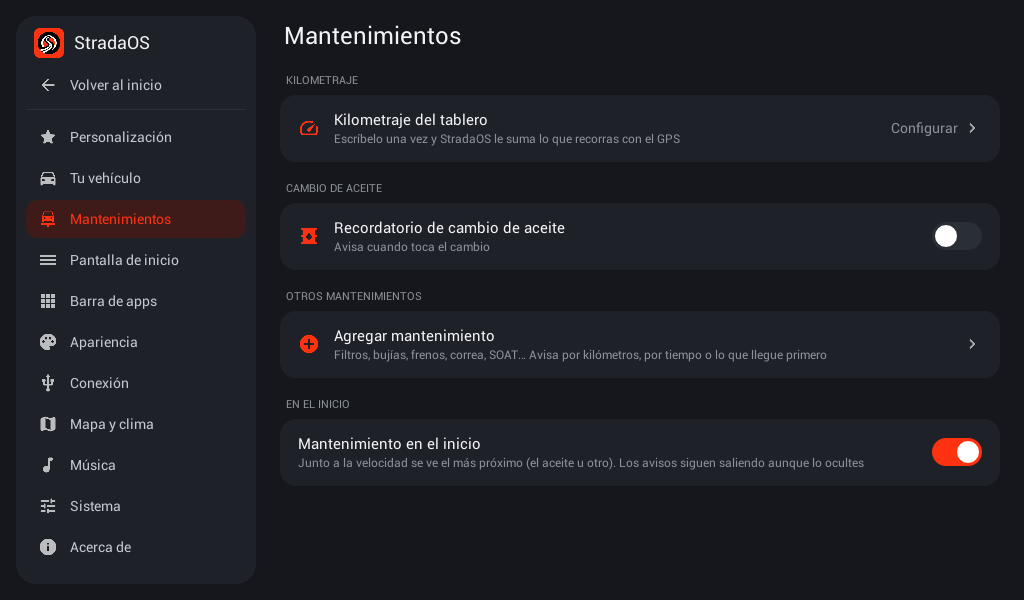 StradaOS
Volver al inicio
Personalización
Tu vehículo
Mantenimientos
Pantalla de inicio
Barra de apps
Apariencia
Conexión
Mapa y clima
Música
Sistema
Acerca de
Mantenimientos
KILOMETRAJE
Kilometraje del tablero
Escríbelo una vez y StradaOS le suma lo que recorras con el GPS
Configurar
CAMBIO DE ACEITE
Recordatorio de cambio de aceite
Avisa cuando toca el cambio
OTROS MANTENIMIENTOS
Agregar mantenimiento
Filtros, bujías, frenos, correa, SOAT... Avisa por kilómetros, por tiempo o lo que llegue primero
EN EL INICIO
Mantenimiento en el inicio
Junto a la velocidad se ve el más próximo (el aceite u otro). Los avisos siguen saliendo aunque lo ocultes